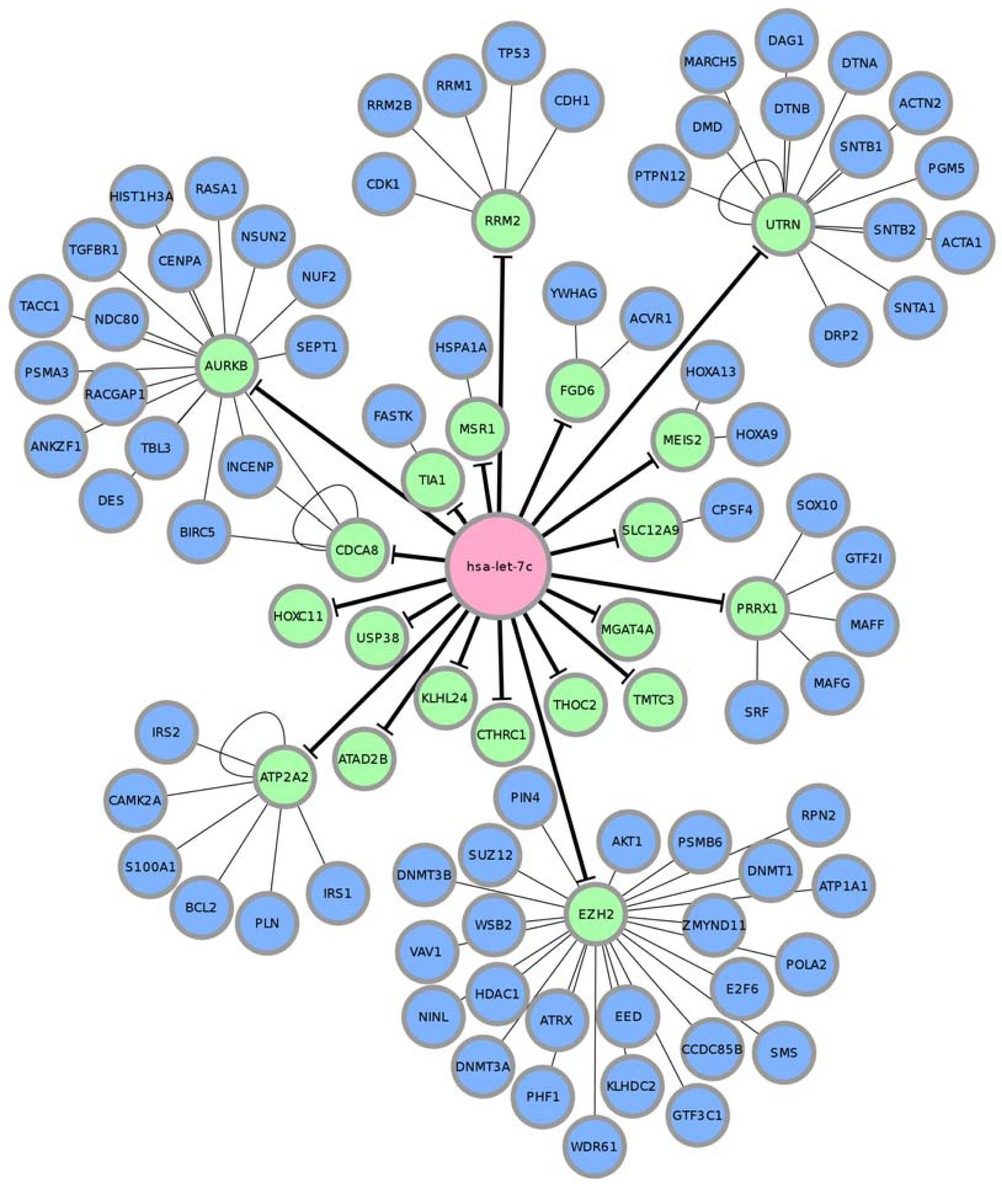 TP53
DAG1
MARCH5
DTNA
RRM1
RRM2B
CDH1
DTNB
ACTN2
DMD
SNTB1
CDK1
PTPN12
PGM5
HIST1H3A
RASA1
RRM2
UTRN
NSUN2
SNTB2
ACTA1
TGFBR1
CENPA
NUF2
YWHAG
TACC1
NDC80
ACVR1
SNTA1
DRP2
HSPA1A
SEPT1
AURKB
PSMA3
RACGAP1
FGD6
HOXA13
FASTK
MSR1
MEIS2
HOXA9
ANKZF1
TBL3
INCENP
TIA1
DES
BIRC5
SLC12A9
CPSF4
SOX10
CDCA8
hsa-let-7c
GTF2I
HOXC11
USP38
MGAT4A
PRRX1
MAFF
KLHL24
THOC2
TMTC3
MAFG
SRF
IRS2
CTHRC1
ATAD2B
ATP2A2
CAMK2A
PIN4
RPN2
S100A1
SUZ12
AKT1
PSMB6
DNMT3B
DNMT1
ATP1A1
BCL2
PLN
IRS1
EZH2
WSB2
ZMYND11
VAV1
POLA2
HDAC1
E2F6
NINL
ATRX
EED
CCDC85B
SMS
DNMT3A
PHF1
KLHDC2
GTF3C1
WDR61